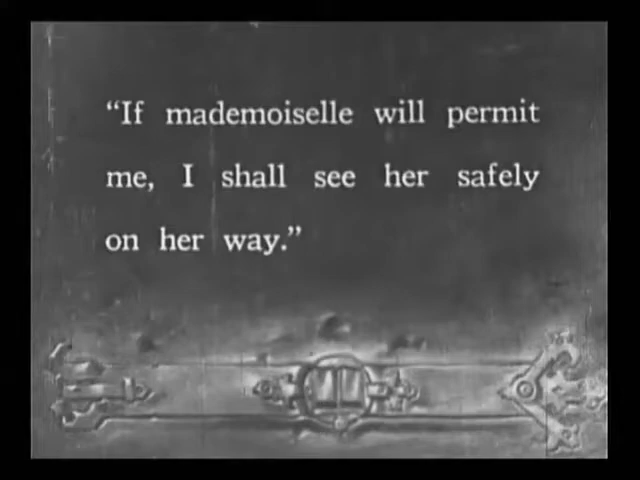 “If mademoiselle will permit
me, I shall see her safely
on her way.”